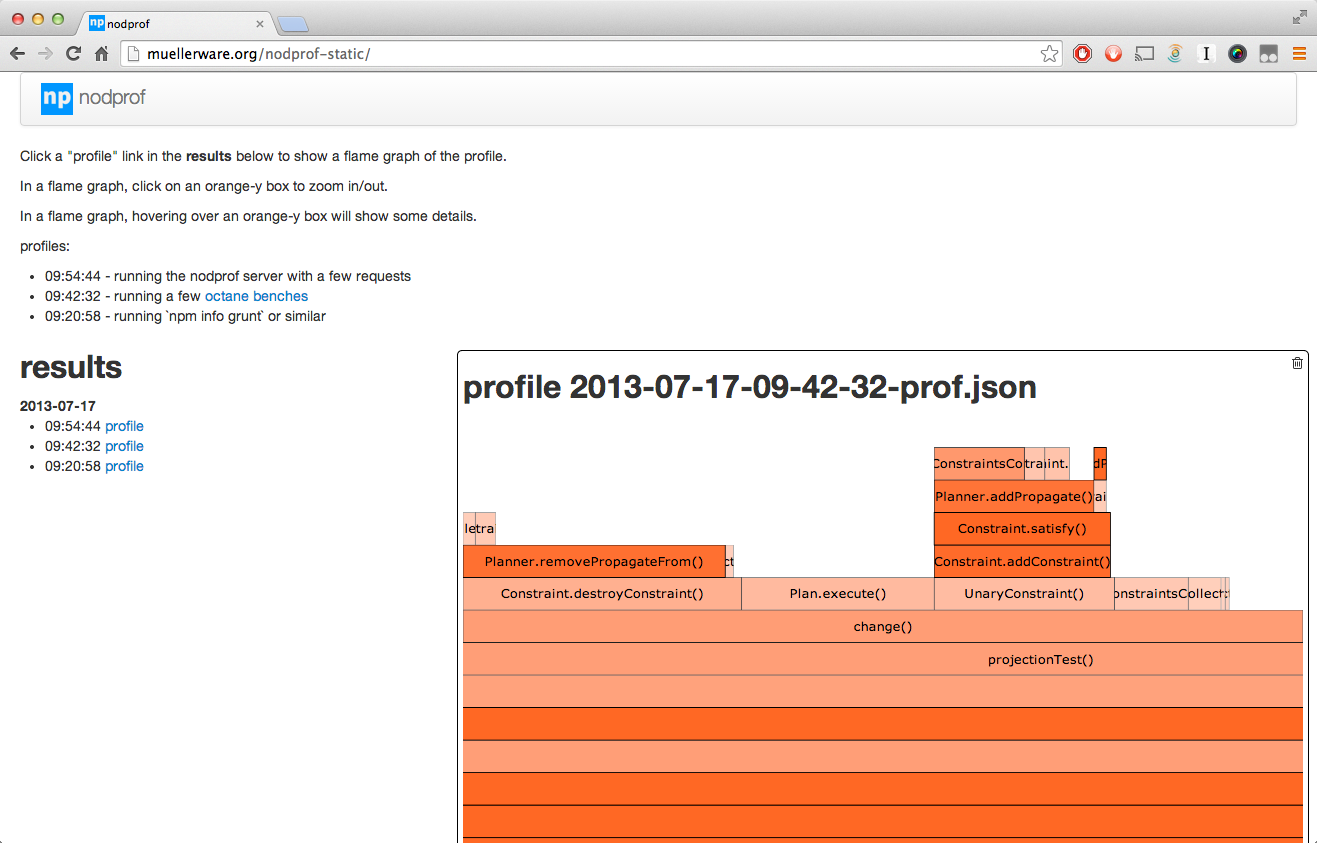 np nodprof
muellerware.org/nodprof-static/
np nodprof
Click a "profile" link in the results below to show a flame graph of the profile.
In a flame graph, click on an orange-y box to zoom in/out.
In a flame graph, hovering over an orange-y box will show some details.
profiles:
09:54:44 - running the nodprof server with a few requests
09:42:32 - running a few octane benches
09:20:58 - running `npm info grunt` or similar
results
2013-07-17
09:54:44 profile
09:42:32 profile
09:20:58 profile
profile 2013-07-17-09-42-32-prof.json
ConstraintsCo traint.
Planner.addPropagate() ai
letra Constraint.satisfy()
Planner.removePropagateFrom() Constraint.addConstraint()
Constraint.destroyConstraint() Plan.execute() UnaryConstraint() onstraintsCollect
change()
projectionTest()